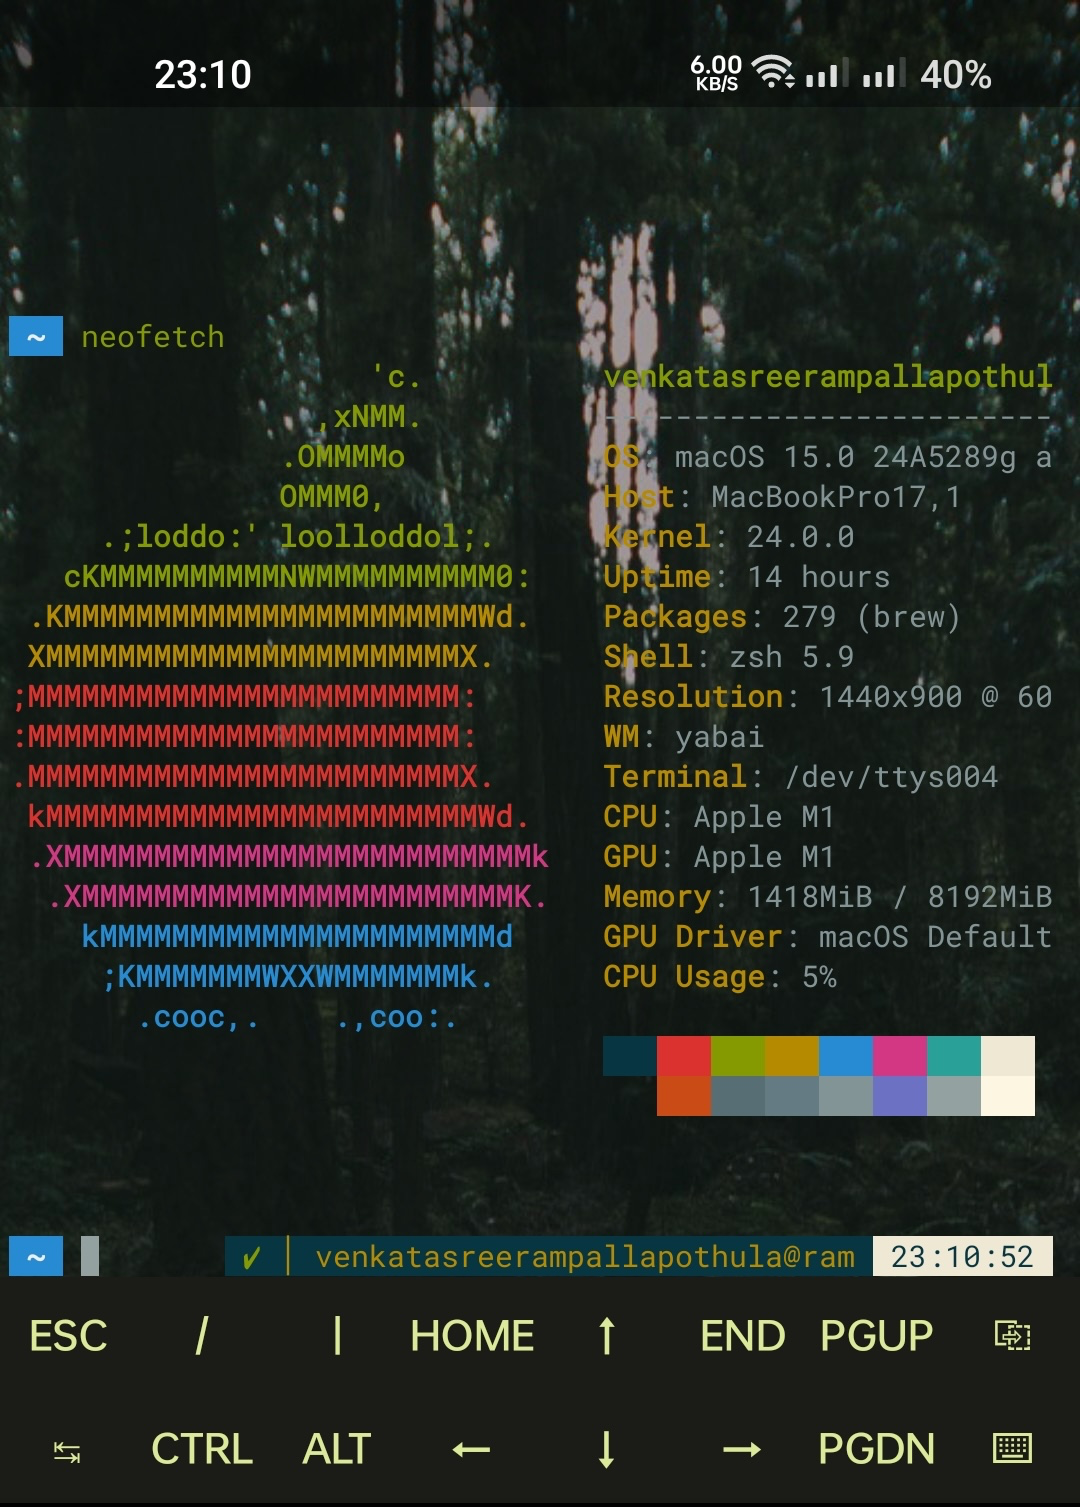 23:10 6.00 KB/S 40%
~ neofetch
'c. venkatasreerampallapothul
,xNMM. -------------------------
.OMMMMo OS: macOS 15.0 24A5289g a
OMMM0, Host: MacBookPro17,1
.;loddo:' loolloddol;. Kernel: 24.0.0
cKMMMMMMMMMMNWMMMMMMMMMM0: Uptime: 14 hours
.KMMMMMMMMMMMMMMMMMMMMMMMWd. Packages: 279 (brew)
XMMMMMMMMMMMMMMMMMMMMMMMX. Shell: zsh 5.9
;MMMMMMMMMMMMMMMMMMMMMMMM: Resolution: 1440x900 @ 60
:MMMMMMMMMMMMMMMMMMMMMMMM: WM: yabai
.MMMMMMMMMMMMMMMMMMMMMMMMX. Terminal: /dev/ttys004
kMMMMMMMMMMMMMMMMMMMMMMMMWd. CPU: Apple M1
.XMMMMMMMMMMMMMMMMMMMMMMMMMMk GPU: Apple M1
.XMMMMMMMMMMMMMMMMMMMMMMMMK. Memory: 1418MiB / 8192MiB
kMMMMMMMMMMMMMMMMMMMMMMd GPU Driver: macOS Default
;KMMMMMMMWXXWMMMMMMMk. CPU Usage: 5%
.cooc,. .,coo:.
~ ✓ venkatasreerampallapothula@ram 23:10:52
ESC / | HOME ↑ END PGUP
CTRL ALT ← ↓ → PGDN